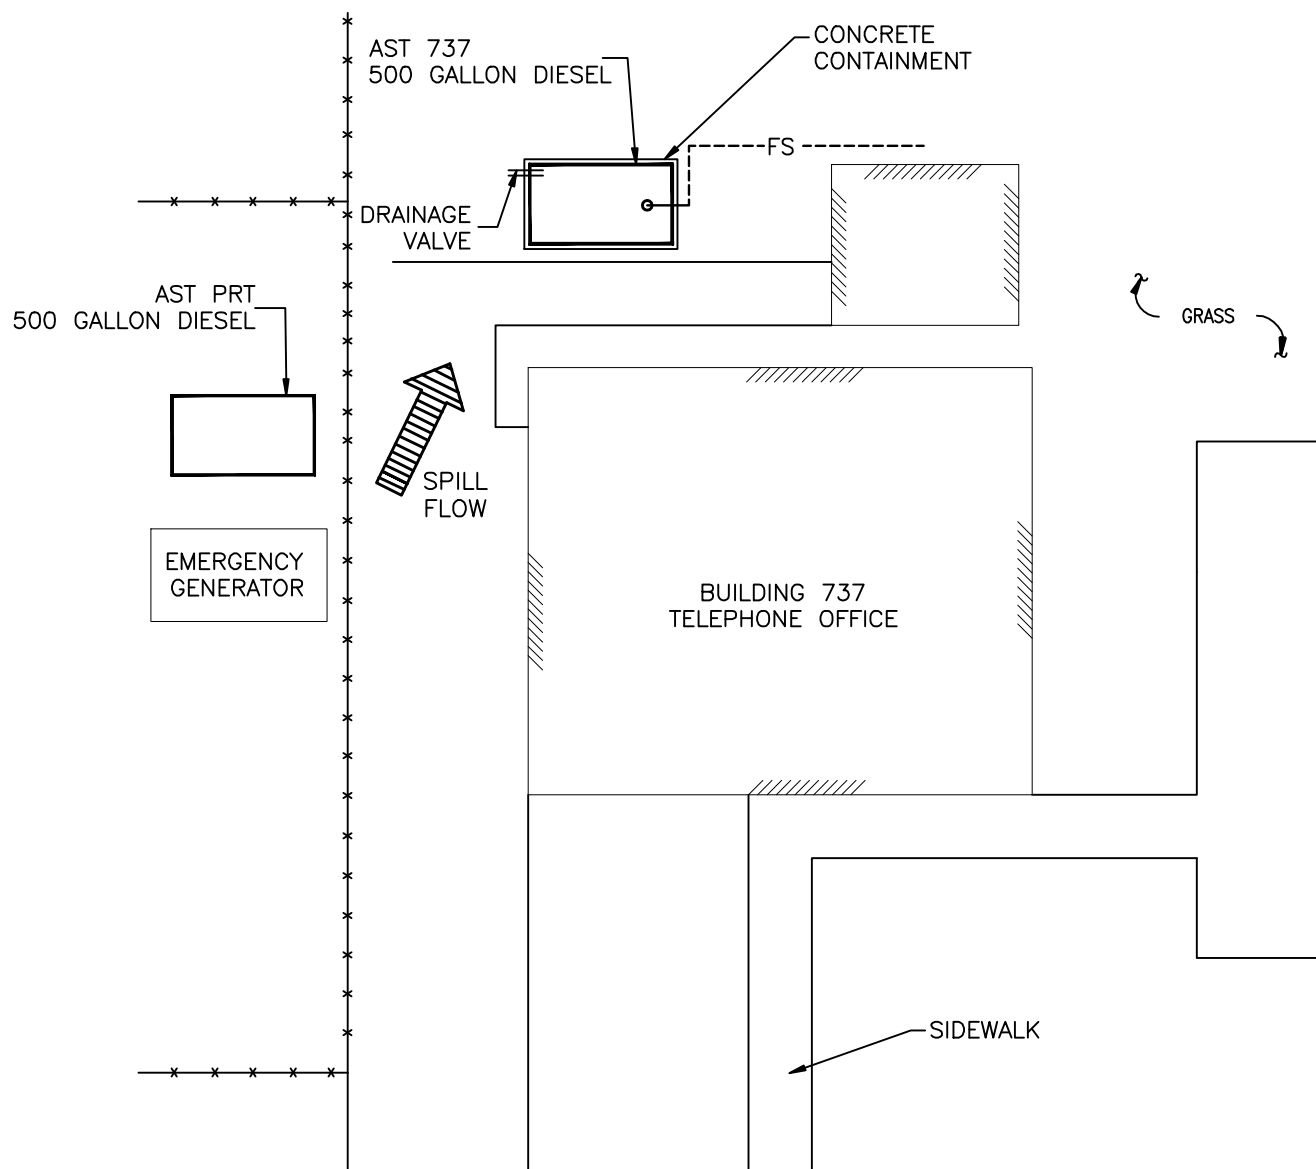 AST 737
500 GALLON DIESEL
CONCRETE
CONTAINMENT
FS
DRAINAGE
VALVE
AST PRT
500 GALLON DIESEL
GRASS
SPILL
FLOW
EMERGENCY
GENERATOR
BUILDING 737
TELEPHONE OFFICE
SIDEWALK